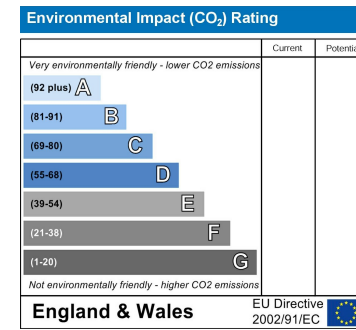 Environmental Impact (CO₂) Rating
Current Potentia
Very environmentally friendly - lower CO2 emissions
(92 plus) A
(81-91) B
(69-80) C
(55-68) D
(39-54) E
(21-38) F
(1-20) G
Not environmentally friendly - higher CO2 emissions
England & Wales
EU Directive
2002/91/EC